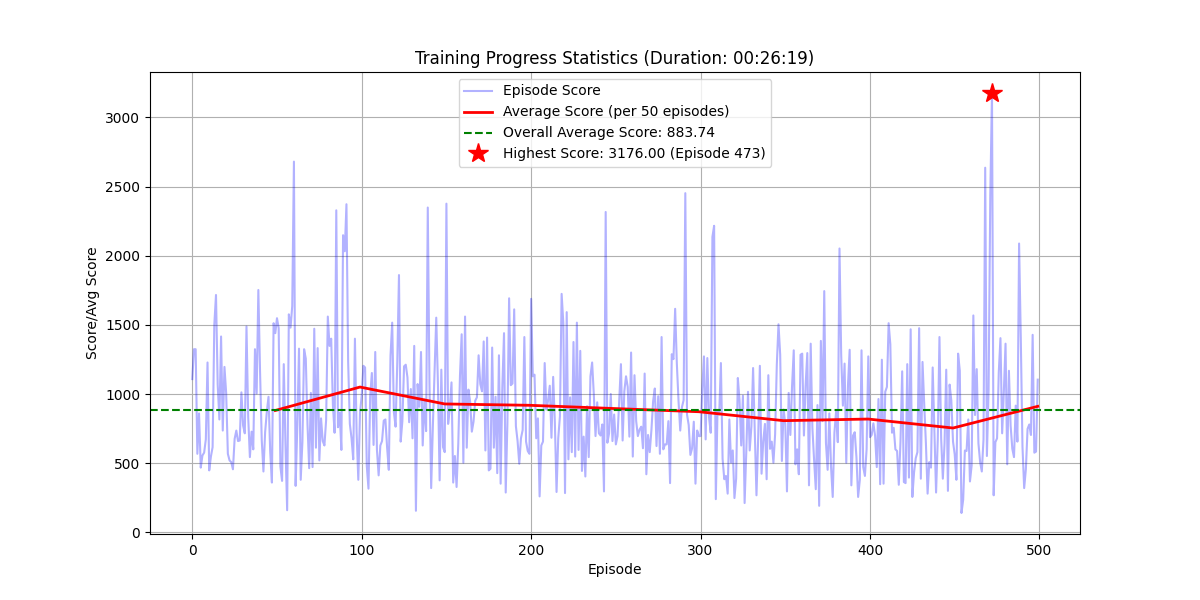 Training Progress Statistics (Duration: 00:26:19)
Episode Score
Average Score (per 50 episodes)
Overall Average Score: 883.74
Highest Score: 3176.00 (Episode 473)
Score/Avg Score
3000
2500
2000
1500
1000
500
0
0 100 200 300 400 500
Episode